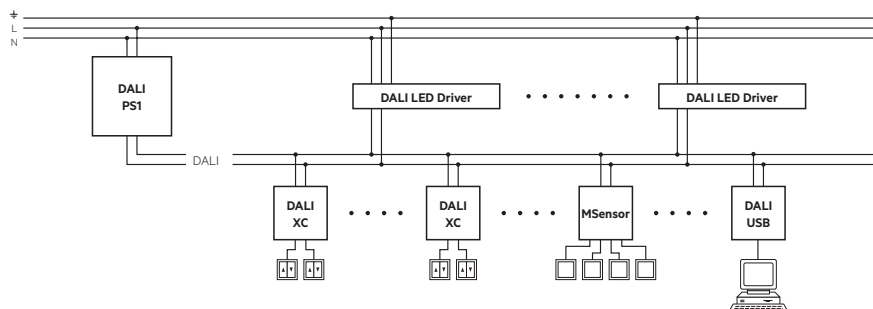 L
N
DALI
PS1
DALI LED Driver
DALI LED Driver
DALI
DALI
XC
DALI
XC
MSensor
DALI
USB